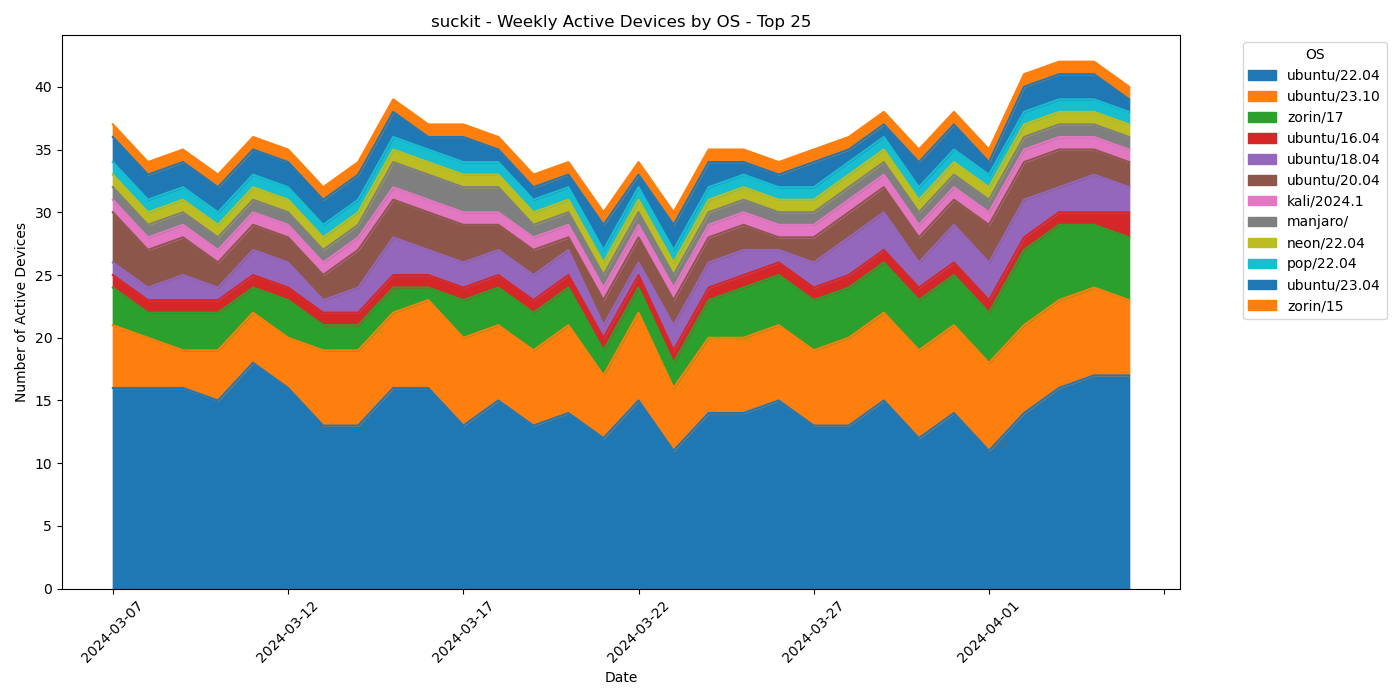 suckit - Weekly Active Devices by OS - Top 25
Number of Active Devices
40
35
30
25
20
15
10
5
0
2024-03-07
2024-03-12
2024-03-17
2024-03-22
2024-03-27
2024-04-01
Date
OS
ubuntu/22.04
ubuntu/23.10
zorin/17
ubuntu/16.04
ubuntu/18.04
ubuntu/20.04
kali/2024.1
manjaro/
neon/22.04
pop/22.04
ubuntu/23.04
zorin/15